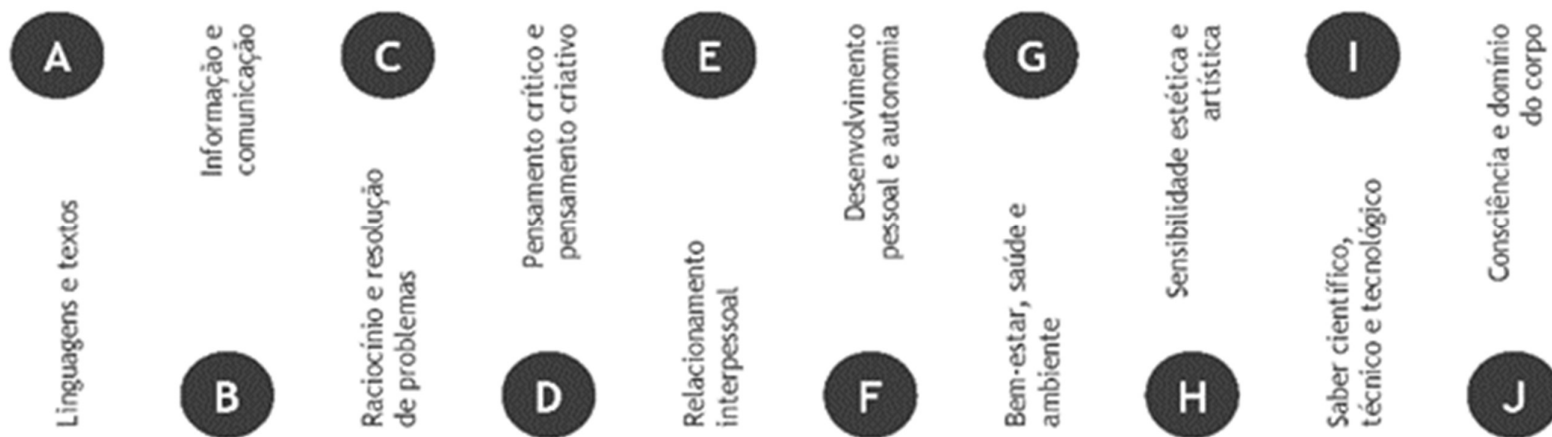 A
Linguagens e textos
Informação e
comunicação
B
C
Raciocínio e resolução
de problemas
Pensamento crítico e
pensamento criativo
D
E
Relacionamento
interpessoal
Desenvolvimento
pessoal e autonomia
F
G
Bem-estar, saúde e
ambiente
Sensibilidade estética e
artística
H
I
Saber científico,
técnico e tecnológico
Consciência e domínio
do corpo
J